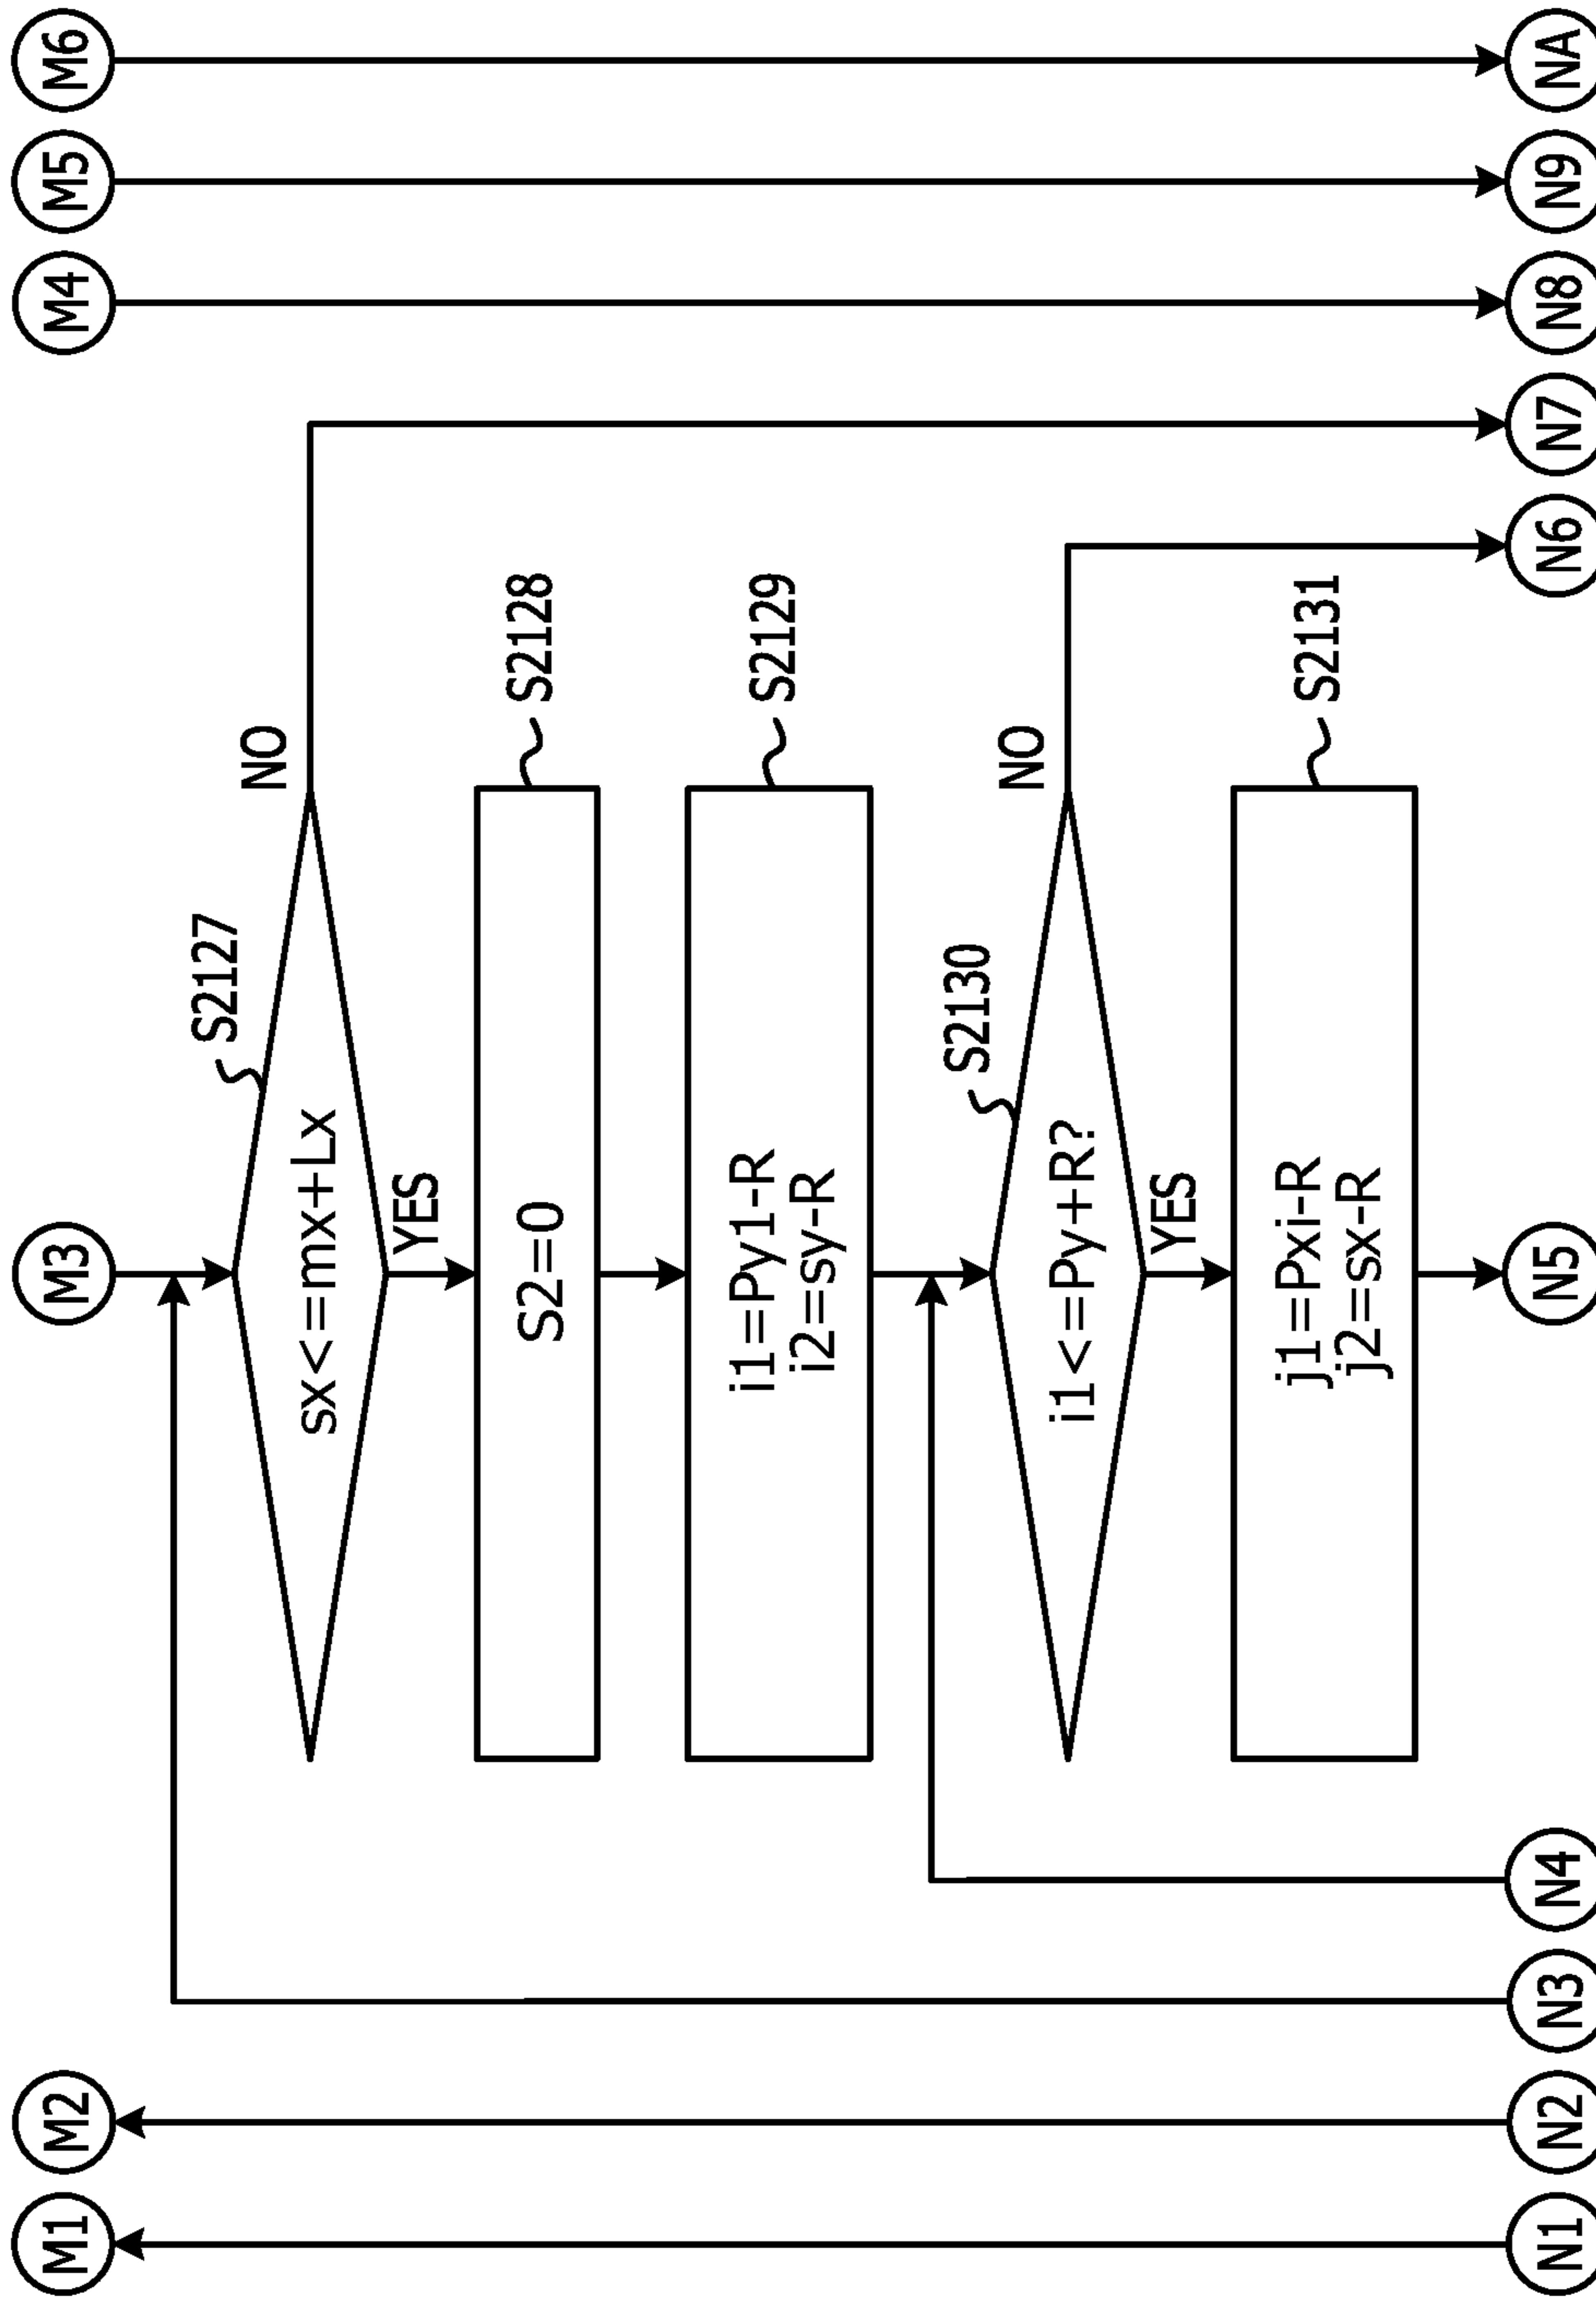 M1
M2
M3
M4
M5
M6
S2127
sx<=mx+Lx
NO
YES
S2128
S2=0
S2129
i1=Py1-R
i2=sy-R
S2130
i1<=Py+R?
NO
YES
S2131
j1=Pxi-R
j2=sx-R
N1
N2
N3
N4
N5
N6
N7
N8
N9
NA